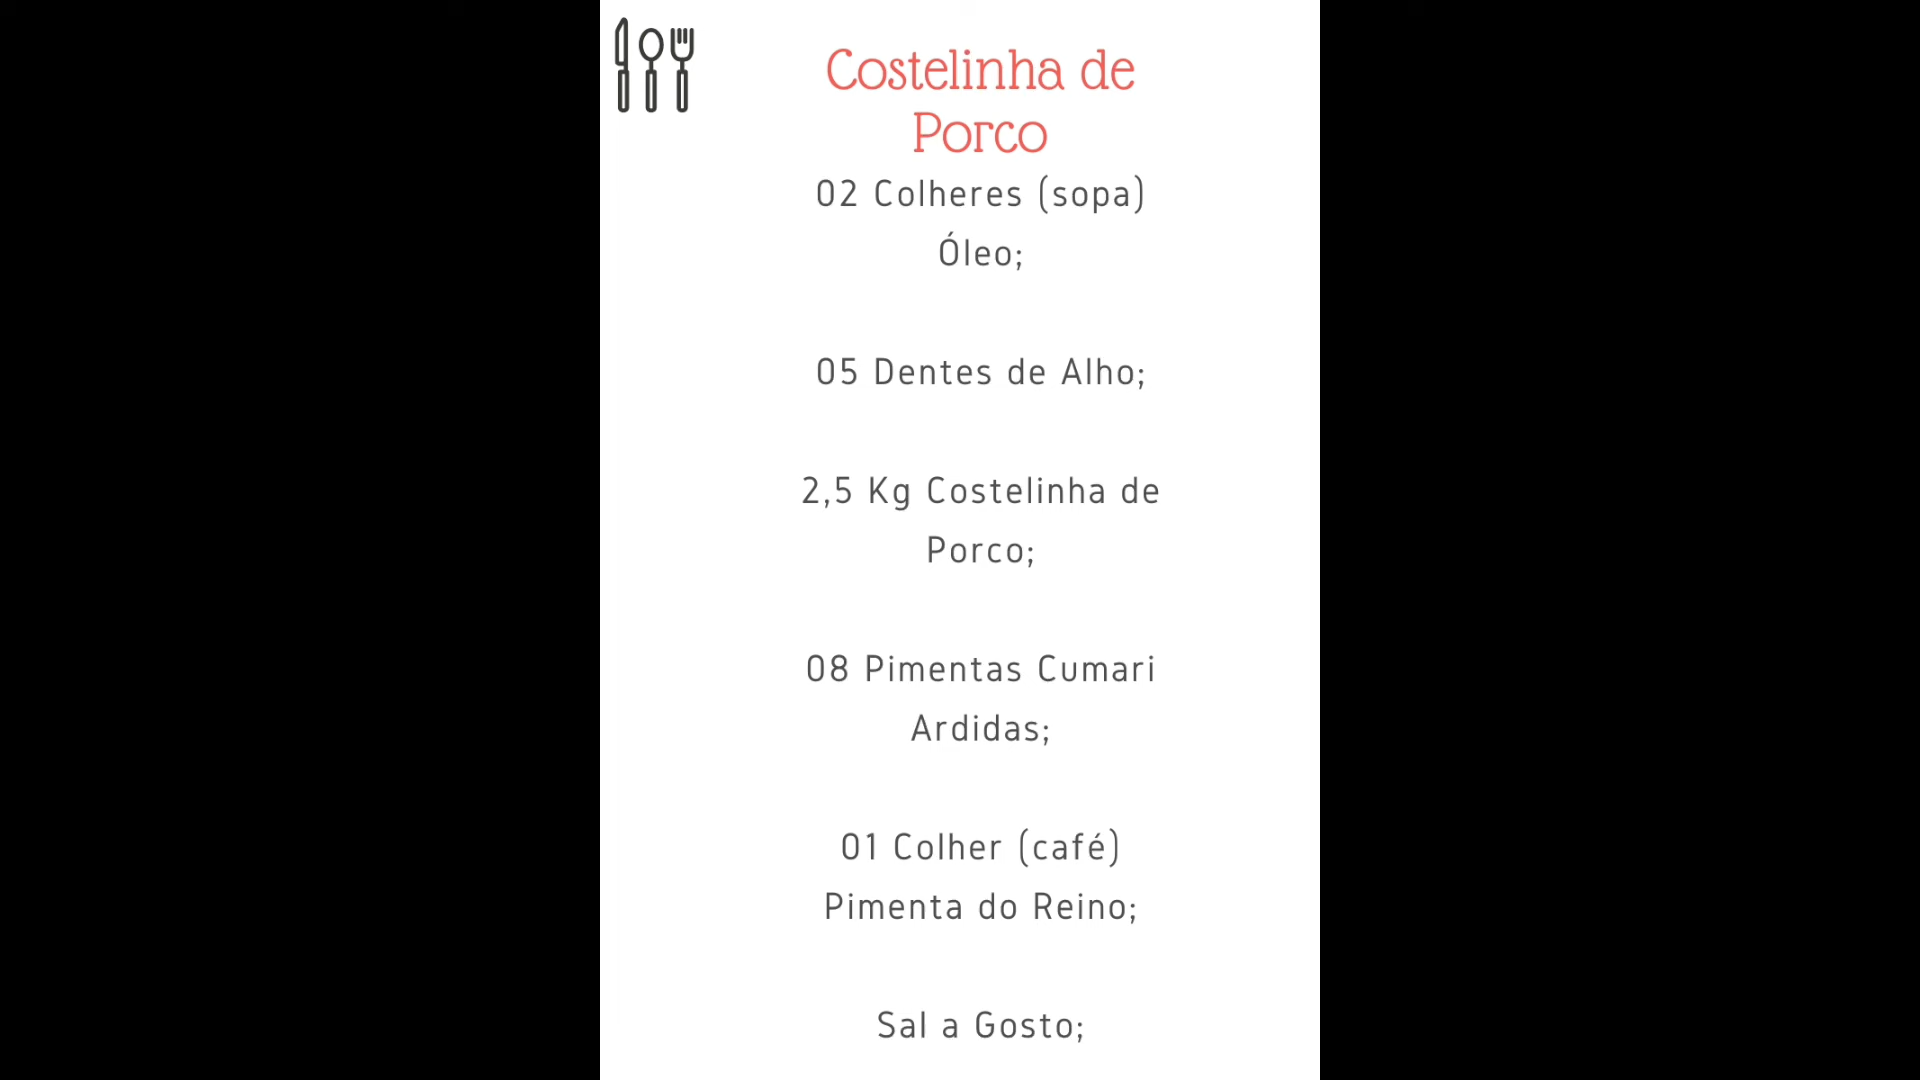 Costelinha de
Porco
02 Colheres (sopa)
Óleo;
05 Dentes de Alho;
2,5 Kg Costelinha de
Porco;
08 Pimentas Cumari
Ardidas;
01 Colher (café)
Pimenta do Reino;
Sal a Gosto;